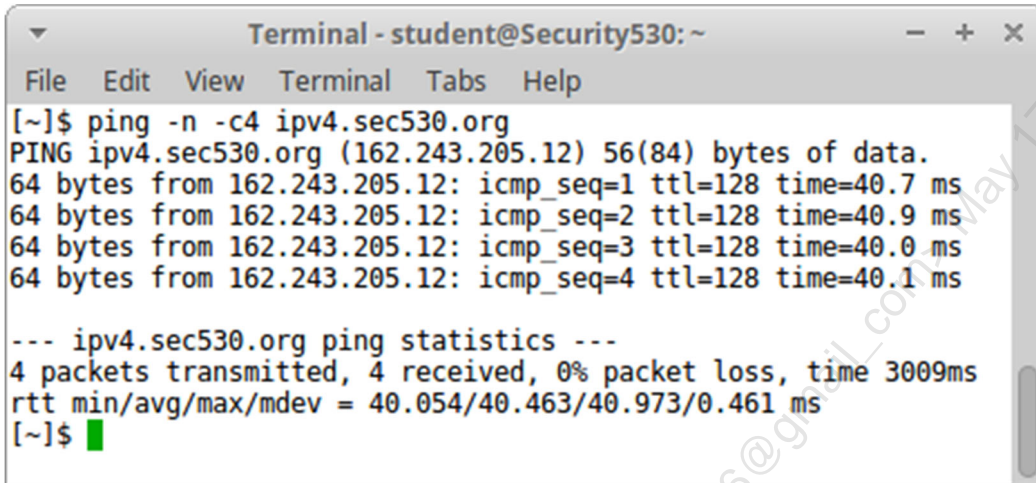 Terminal - student@Security530: ~
File Edit View Terminal Tabs Help
[~]$ ping -n -c4 ipv4.sec530.org
PING ipv4.sec530.org (162.243.205.12) 56(84) bytes of data.
64 bytes from 162.243.205.12: icmp_seq=1 ttl=128 time=40.7 ms
64 bytes from 162.243.205.12: icmp_seq=2 ttl=128 time=40.9 ms
64 bytes from 162.243.205.12: icmp_seq=3 ttl=128 time=40.0 ms
64 bytes from 162.243.205.12: icmp_seq=4 ttl=128 time=40.1 ms
--- ipv4.sec530.org ping statistics ---
4 packets transmitted, 4 received, 0% packet loss, time 3009ms
rtt min/avg/max/mdev = 40.054/40.463/40.973/0.461 ms
[~]$
6@gmail_com> May 17